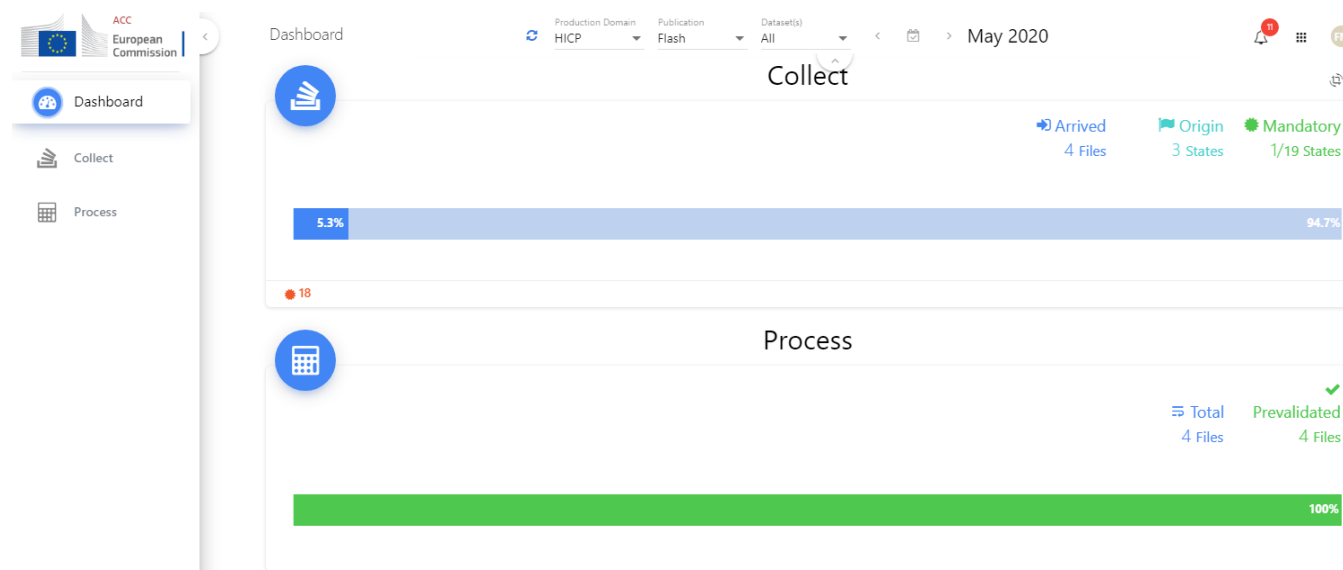 ACC
European
Commission
Dashboard
Collect
Process
Dashboard
Production Domain
HICP
Publication
Flash
Dataset(s)
All
May 2020
11
Collect
Arrived
4 Files
Origin
3 States
Mandatory
1/19 States
5.3%
94.7%
18
Process
Total
4 Files
Prevalidated
4 Files
100%